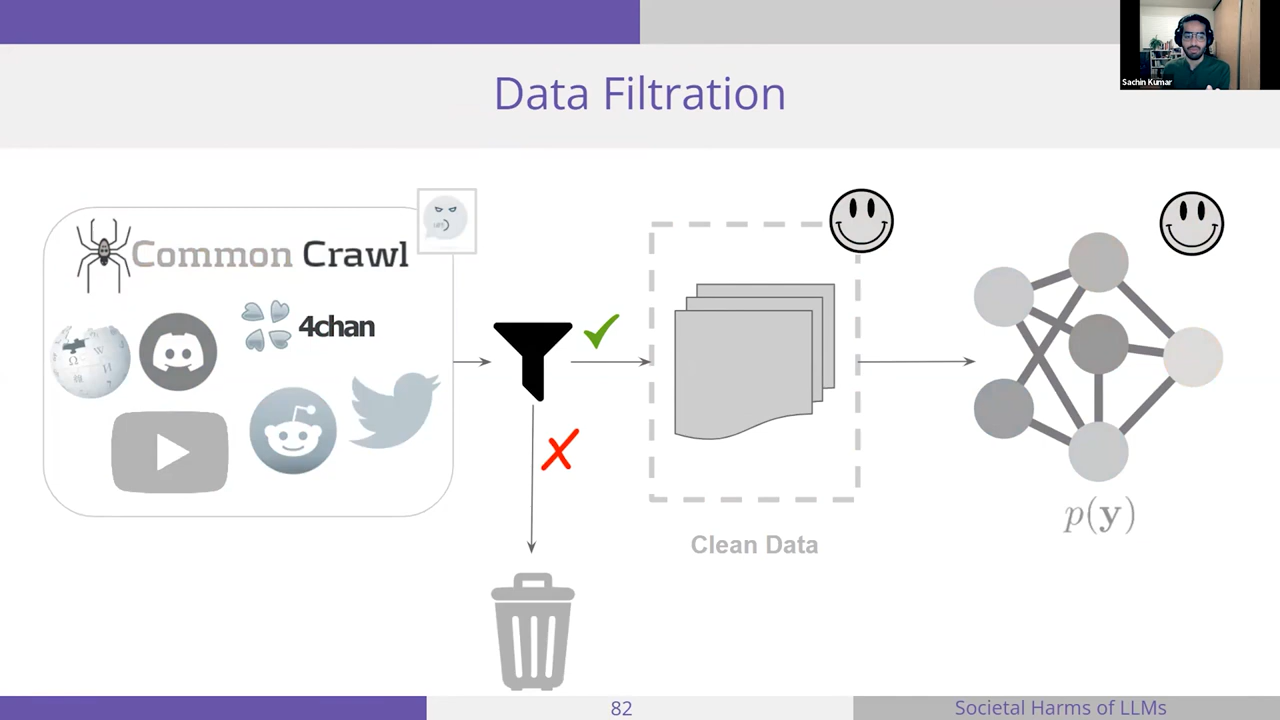 Data Filtration
Sachin Kumar
Common Crawl
4chan
Clean Data
p(y)
82
Societal Harms of LLMs